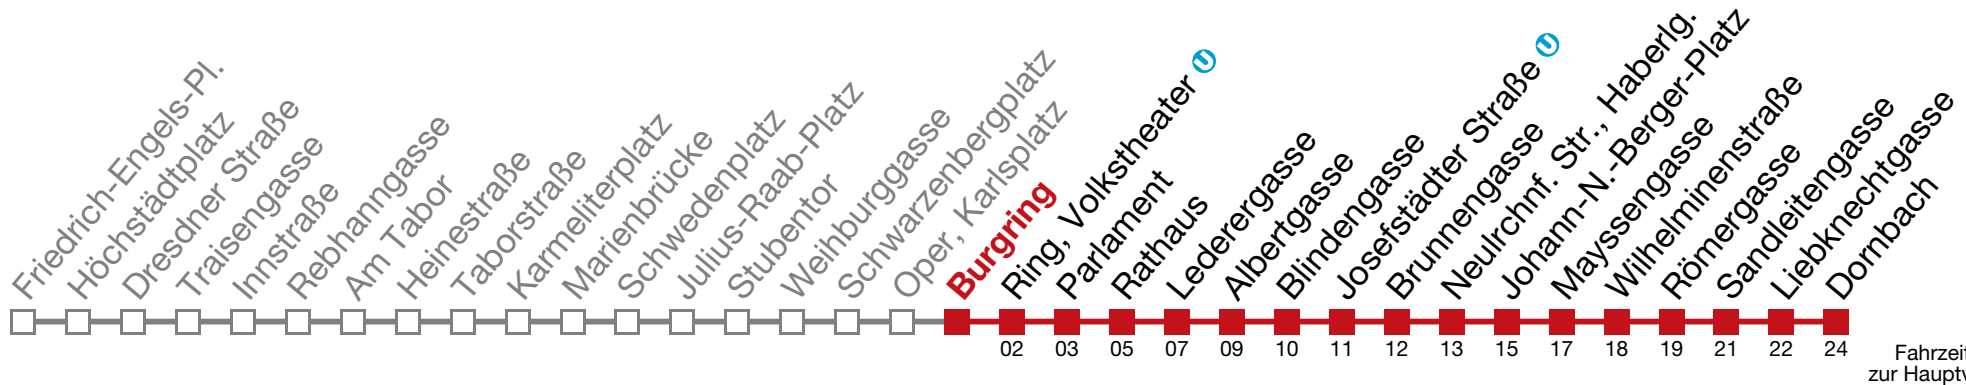 Friedrich-Engels-Pl.
Höchstädtplatz
Dresdner Straße
Traisengasse
Innstraße
Rebhanngasse
Am Tabor
Heinestraße
Taborstraße
Karmeliterplatz
Marienbrücke
Schwedenplatz
Julius-Raab-Platz
Stubentor
Weihburggasse
Schwarzenbergplatz
Oper, Karlsplatz
Burgring
Ring, Volkstheater U
Parlament
Rathaus
Lederergasse
Albertgasse
Blindengasse
Josefstädter Straße U
Brunnengasse
Neulrchnf. Str., Haberlg.
Johann-N.-Berger-Platz
Mayssengasse
Wilhelminenstraße
Römergasse
Sandleitengasse
Liebknechtgasse
Dornbach
02 03 05 07 09 10 11 12 13 15 17 18 19 21 22 24
Fahrzeit
zur Hauptv